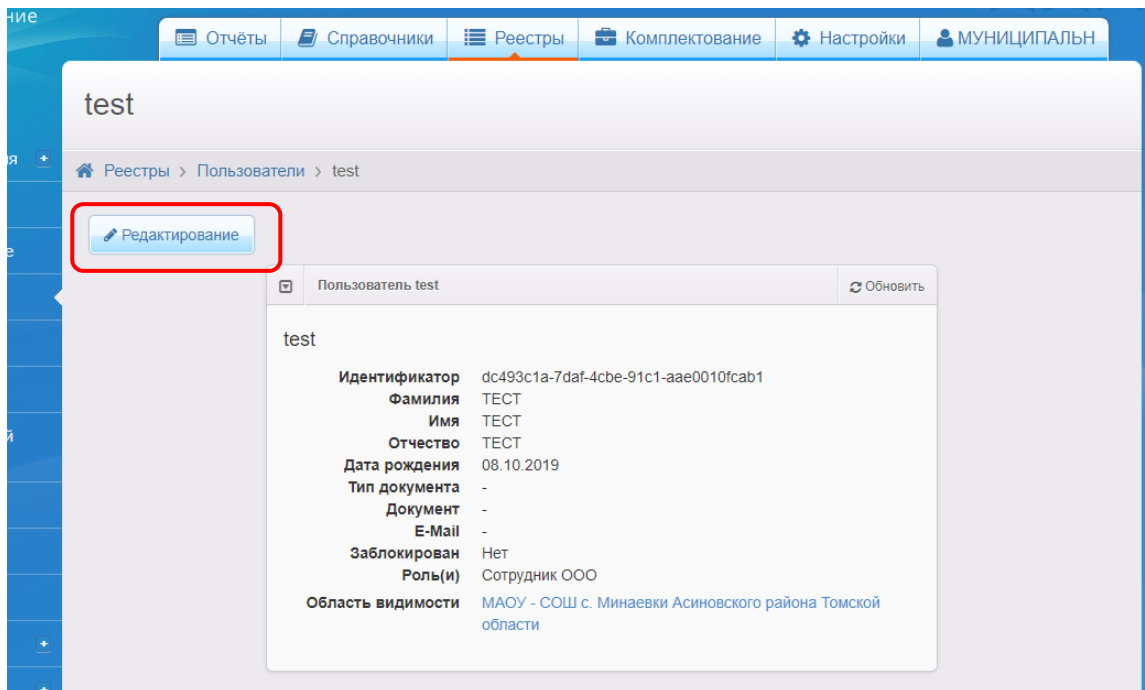 ние
Отчёты Справочники Реестры Комплектование Настройки МУНИЦИПАЛЬН
test
ия
Реестры > Пользователи > test
Редактирование
е
Пользователь test Обновить
test
Идентификатор dc493c1a-7daf-4cbe-91c1-aae0010fcab1
Фамилия ТЕСТ
Имя ТЕСТ
Отчество ТЕСТ
Дата рождения 08.10.2019
Тип документа -
Документ -
E-Mail -
Заблокирован Нет
Роль(и) Сотрудник ООО
й
Область видимости МАОУ - СОШ с. Минаевки Асиновского района Томской
области